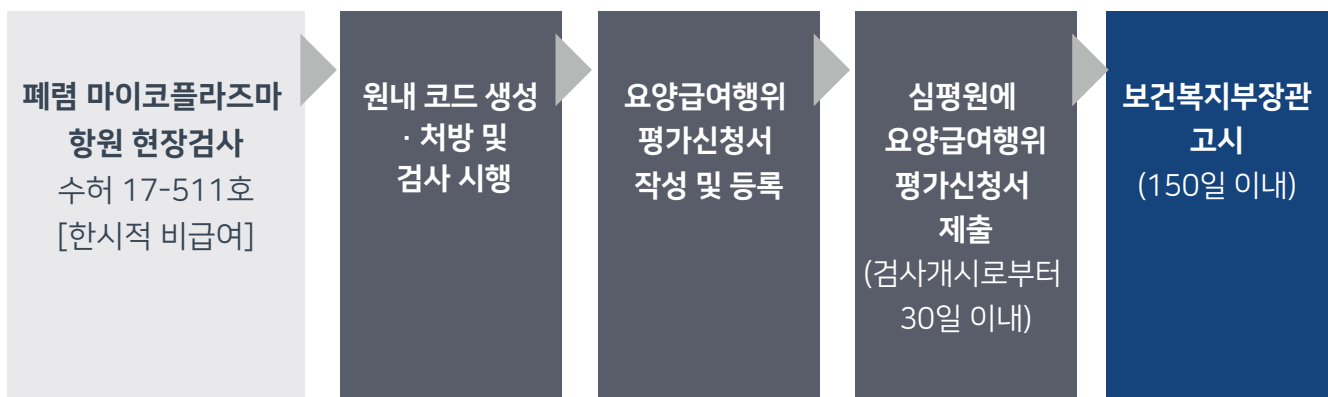 폐렴 마이코플라즈마
항원 현장검사
수허 17-511호
[한시적 비급여]
원내 코드 생성
· 처방 및
검사 시행
요양급여행위
평가신청서
작성 및 등록
심평원에
요양급여행위
평가신청서
제출
(검사개시로부터
30일 이내)
보건복지부장관
고시
(150일 이내)